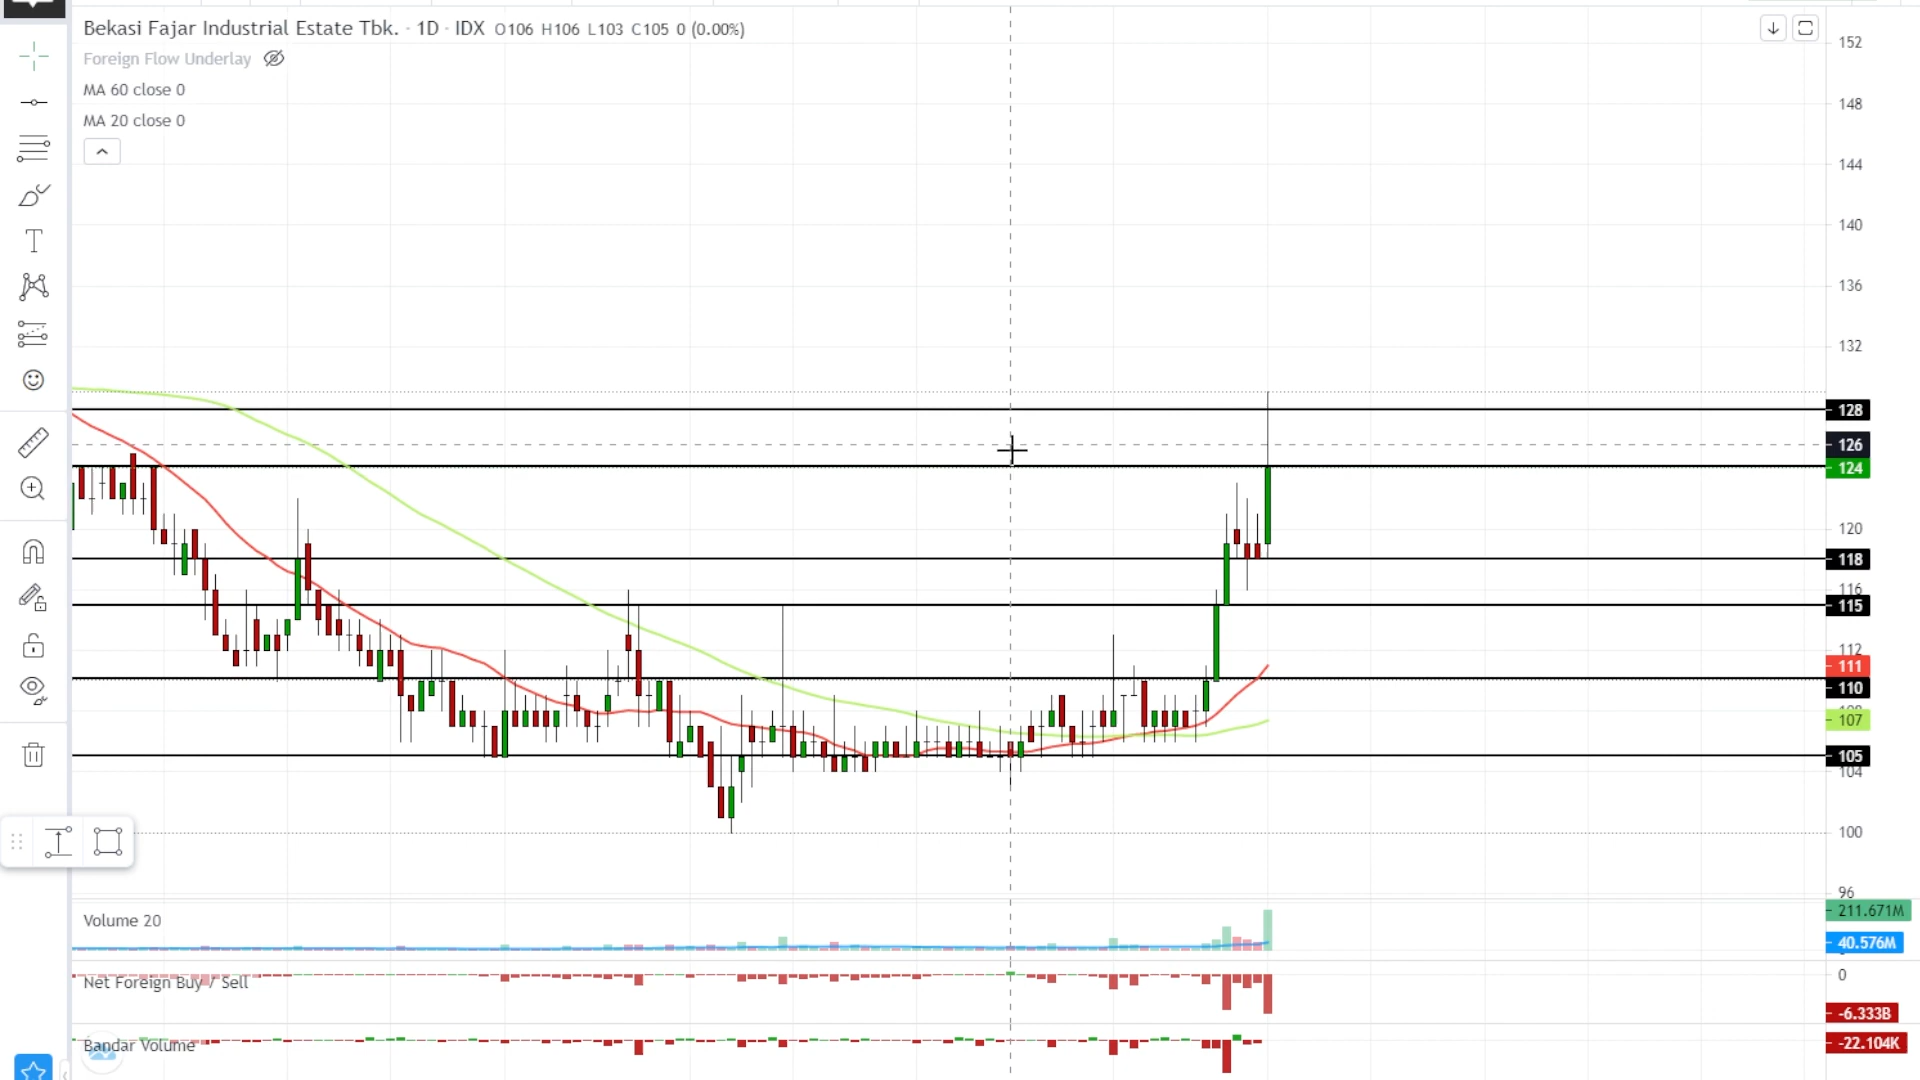 Bekasi Fajar Industrial Estate Tbk. · 1D · IDX O106 H106 L103 C105 0 (0.00%)
Foreign Flow Underlay
MA 60 close 0
MA 20 close 0
152
148
144
140
136
132
128
126
124
120
118
116
115
112
111
110
107
105
104
100
96
Volume 20
211.671M
40.576M
Net Foreign Buy / Sell
0
-6.333B
Bandar Volume
-22.104K